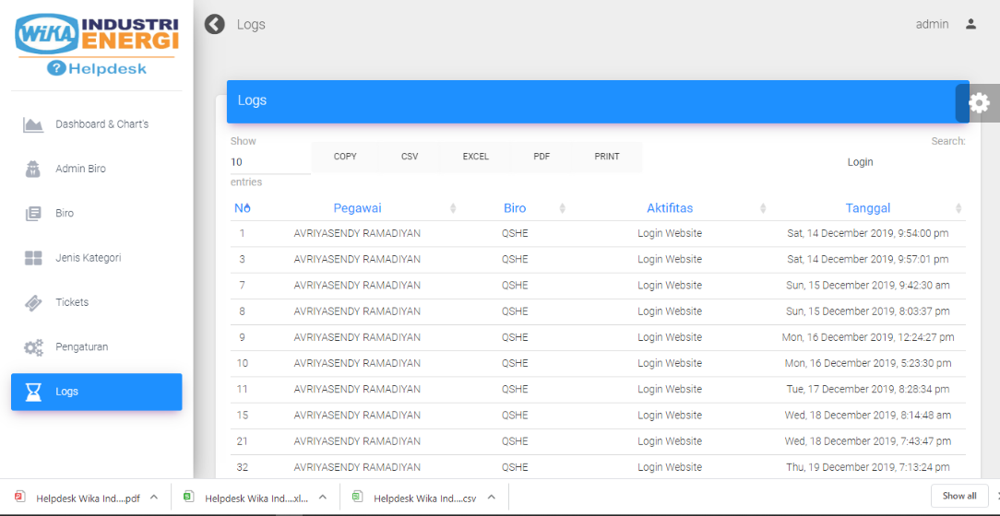 WiKA INDUSTRI
ENERGI
? Helpdesk
Logs
admin
Dashboard & Chart's
Admin Biro
Biro
Jenis Kategori
Tickets
Pengaturan
Logs
Logs
Show
10
entries
COPY CSV EXCEL PDF PRINT
Search:
Login
No Pegawai Biro Aktifitas Tanggal
1 AVRIYASENDY RAMADIYAN QSHE Login Website Sat, 14 December 2019, 9:54:00 pm
3 AVRIYASENDY RAMADIYAN QSHE Login Website Sat, 14 December 2019, 9:57:01 pm
7 AVRIYASENDY RAMADIYAN QSHE Login Website Sun, 15 December 2019, 9:42:30 am
8 AVRIYASENDY RAMADIYAN QSHE Login Website Sun, 15 December 2019, 8:03:37 pm
9 AVRIYASENDY RAMADIYAN QSHE Login Website Mon, 16 December 2019, 12:24:27 pm
10 AVRIYASENDY RAMADIYAN QSHE Login Website Mon, 16 December 2019, 5:23:30 pm
11 AVRIYASENDY RAMADIYAN QSHE Login Website Tue, 17 December 2019, 8:28:34 pm
15 AVRIYASENDY RAMADIYAN QSHE Login Website Wed, 18 December 2019, 8:14:48 am
21 AVRIYASENDY RAMADIYAN QSHE Login Website Wed, 18 December 2019, 7:43:47 pm
32 AVRIYASENDY RAMADIYAN QSHE Login Website Thu, 19 December 2019, 7:13:24 pm
Helpdesk Wika Ind....pdf
Helpdesk Wika Ind....xl...
Helpdesk Wika Ind....csv
Show all